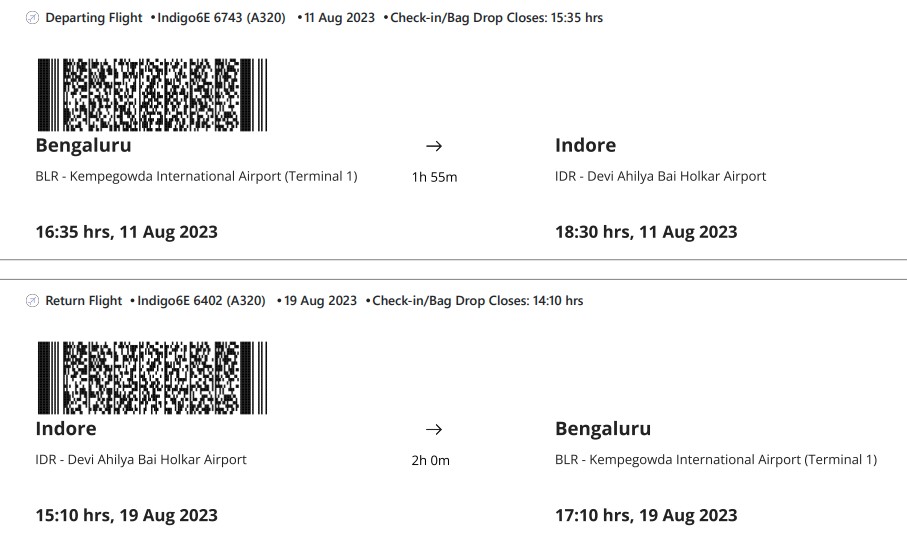 Departing Flight •Indigo6E 6743 (A320) •11 Aug 2023 •Check-in/Bag Drop Closes: 15:35 hrs
Bengaluru → Indore
BLR - Kempegowda International Airport (Terminal 1) 1h 55m IDR - Devi Ahilya Bai Holkar Airport
16:35 hrs, 11 Aug 2023 18:30 hrs, 11 Aug 2023
Return Flight •Indigo6E 6402 (A320) •19 Aug 2023 •Check-in/Bag Drop Closes: 14:10 hrs
Indore → Bengaluru
IDR - Devi Ahilya Bai Holkar Airport 2h 0m BLR - Kempegowda International Airport (Terminal 1)
15:10 hrs, 19 Aug 2023 17:10 hrs, 19 Aug 2023